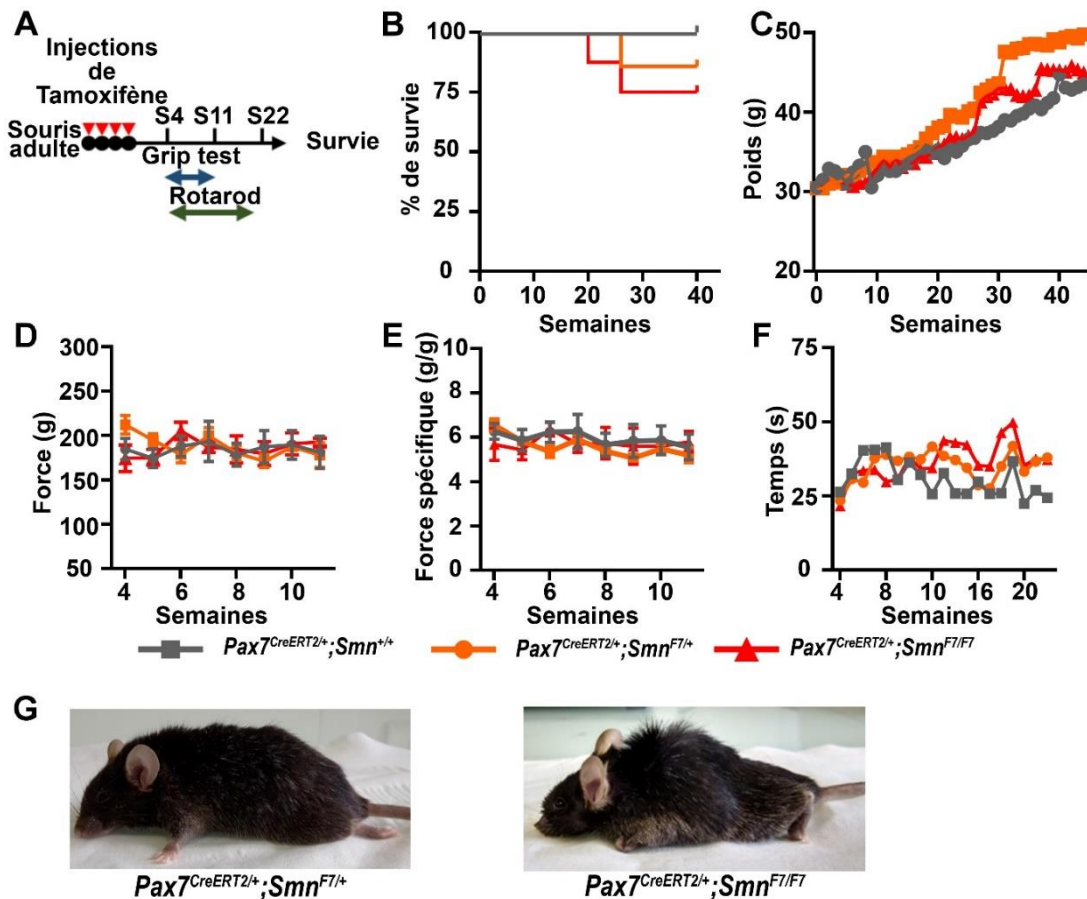 A
Injections
de
Tamoxifène
Souris
adulte
S4 S11 S22
Survie
Grip test
Rotarod
B
% de survie
100
75
50
25
0
0 10 20 30 40
Semaines
C
Poids (g)
50
40
30
20
0 10 20 30 40
Semaines
D
Force (g)
300
250
200
150
100
50
4 6 8 10
Semaines
E
Force spécifique (g/g)
10
8
6
4
2
0
4 6 8 10
Semaines
F
Temps (s)
75
50
25
0
4 8 10 16 20
Semaines
Pax7CreERT2/+;Smn+/+ Pax7CreERT2/+;SmnF7/+ Pax7CreERT2/+;SmnF7/F7
G
Pax7CreERT2/+;SmnF7/+ Pax7CreERT2/+;SmnF7/F7